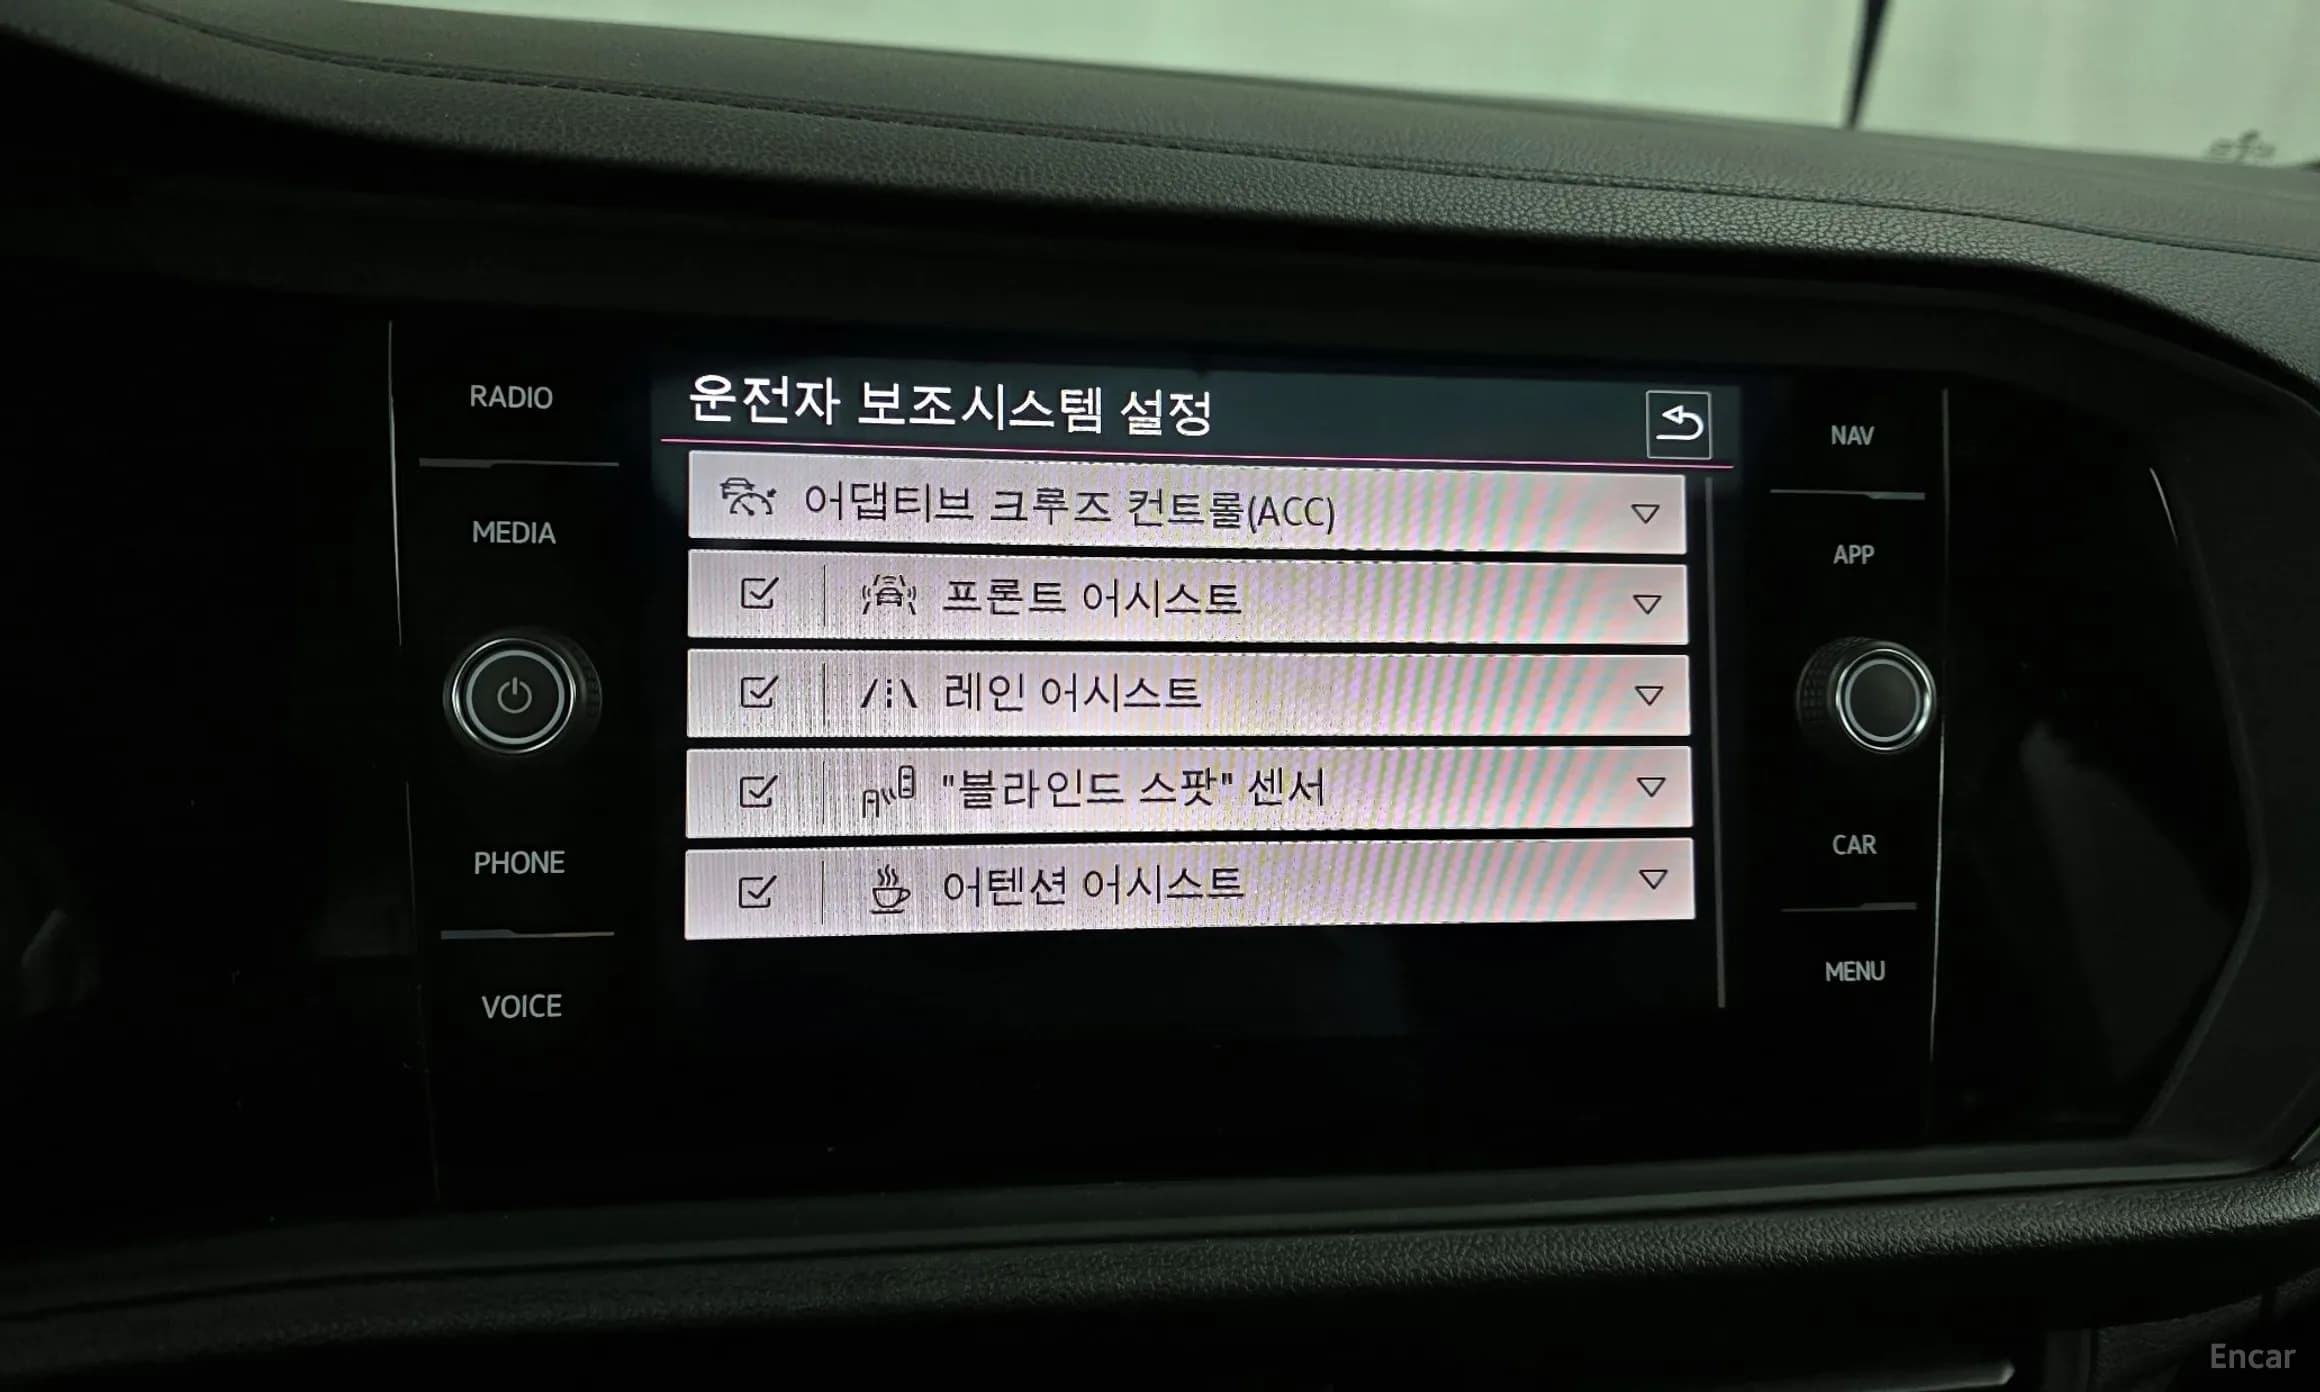 RADIO
MEDIA
PHONE
VOICE
운전자 보조시스템 설정
어댑티브 크루즈 컨트롤(ACC)
프론트 어시스트
레인 어시스트
"블라인드 스팟" 센서
어텐션 어시스트
NAV
APP
CAR
MENU
Encar